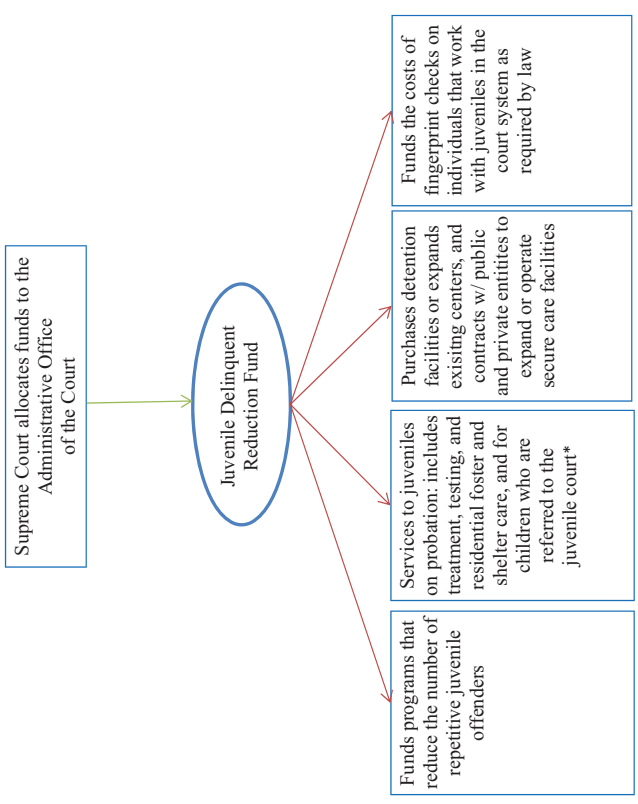 Supreme Court allocates funds to the
Administrative Office
of the Court
Juvenile Delinquent
Reduction Fund
Funds programs that
reduce the number of
repetitive juvenile
offenders
Services to juveniles
on probation: includes
treatment, testing, and
residential foster and
shelter care, and for
children who are
referred to the
juvenile court*
Purchases detention
facilities or expands
exisitng centers, and
contracts w/ public
and private entitites to
expand or operate
secure care facilities
Funds the costs of
fingerprint checks on
individuals that work
with juveniles in the
court system as
required by law